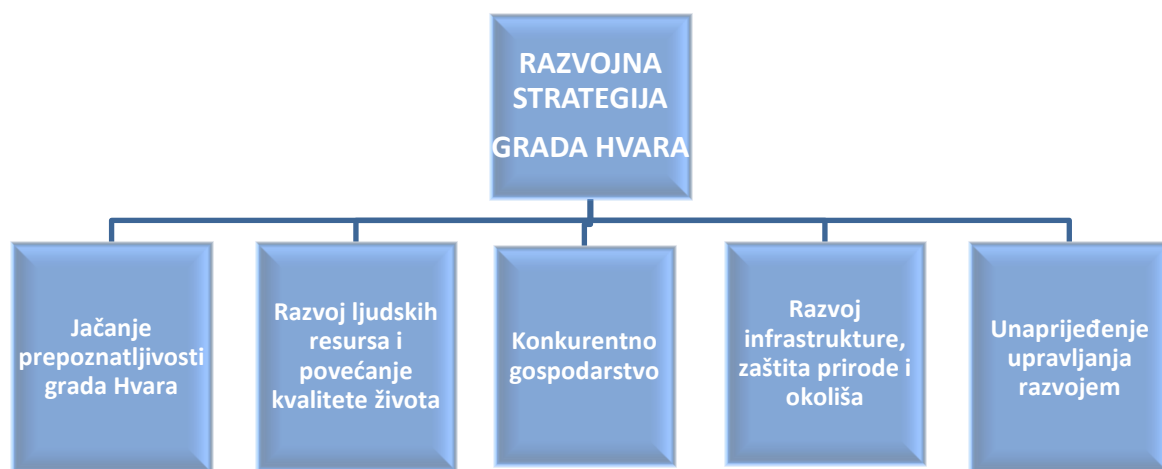 RAZVOJNA
STRATEGIJA
GRADA HVARA
Jačanje
prepoznatljivosti
grada Hvara
Razvoj ljudskih
resursa i
povećanje
kvalitete života
Konkurentno
gospodarstvo
Razvoj
infrastrukture,
zaštita prirode i
okoliša
Unaprijeđenje
upravljanja
razvojem